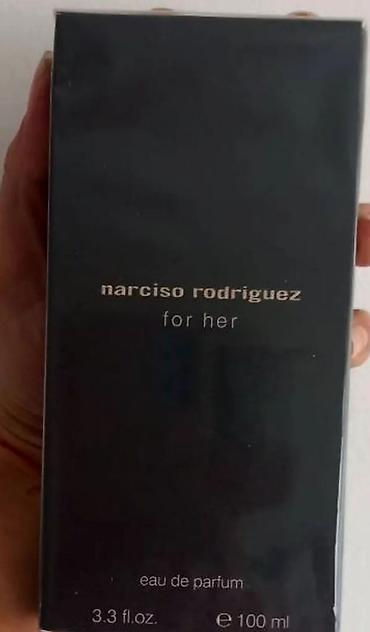 narciso rodriguez
for her
eau de parfum
3.3 fl.oz. ℮ 100 ml